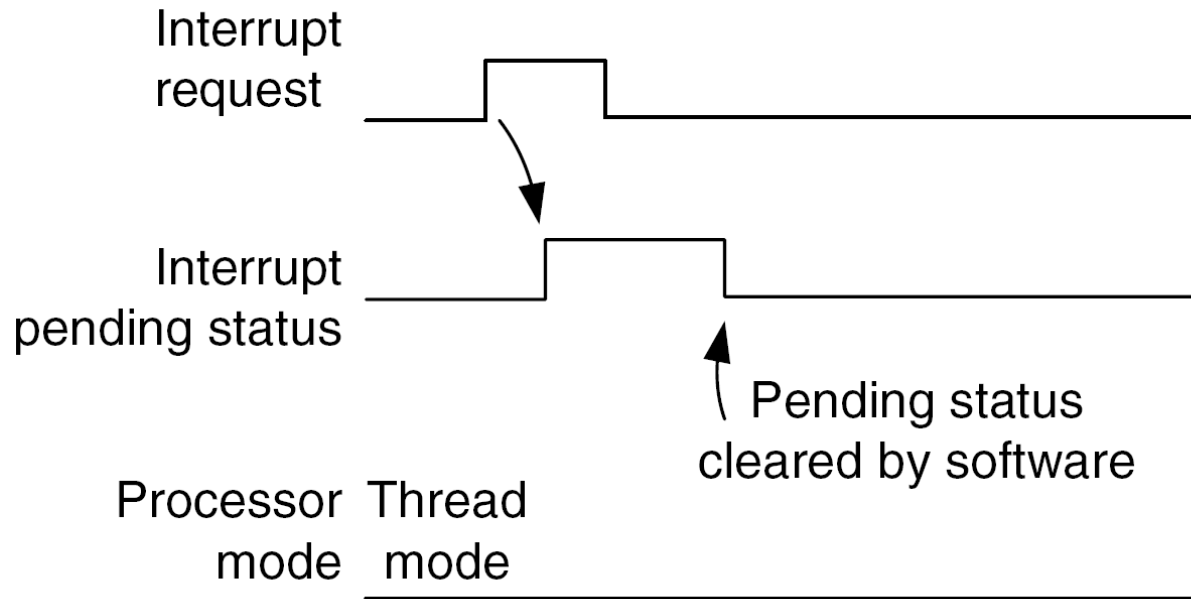 Interrupt
request
Interrupt
pending status
Pending status
cleared by software
Processor
mode
Thread
mode